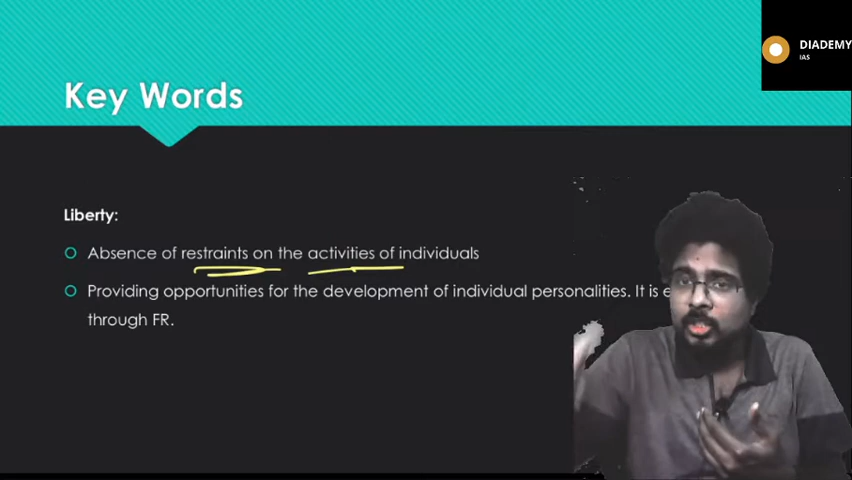 DIADEMY
IAS
Key Words
Liberty:
Absence of restraints on the activities of individuals
Providing opportunities for the development of individual personalities. It is
through FR.